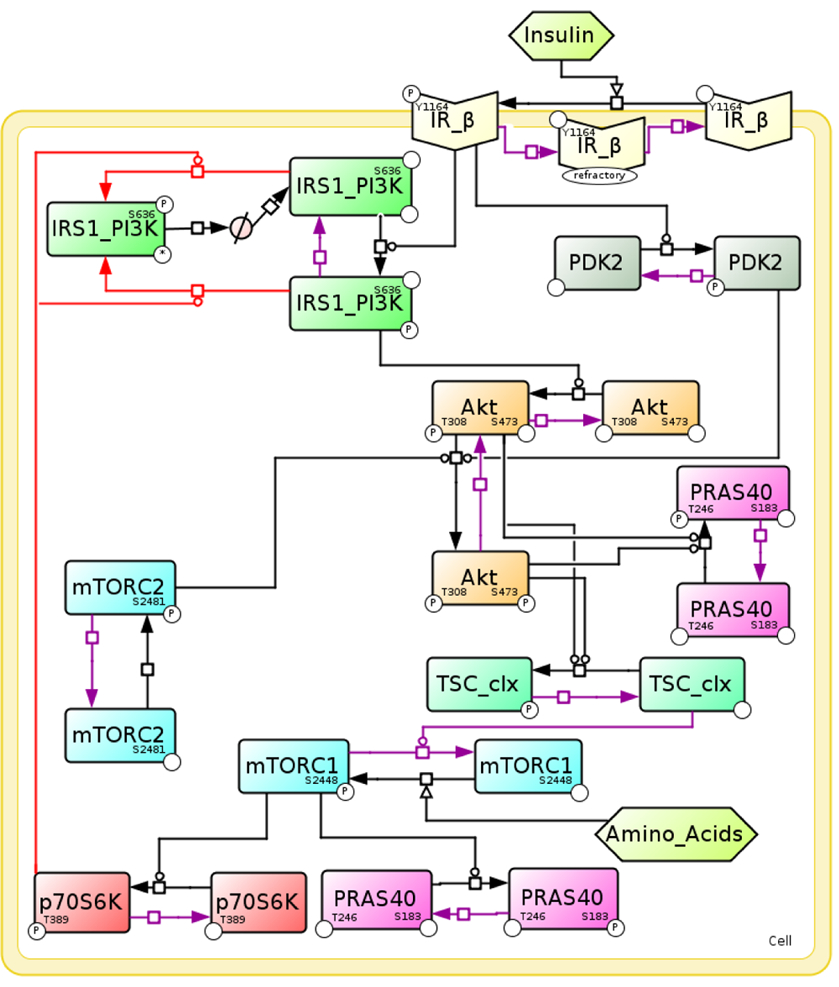 Insulin
P
Y1164
IR_β
Y1164
IR_β
refractory
Y1164
IR_β
S636
IRS1_PI3K
S636
P
IRS1_PI3K
*
S636
IRS1_PI3K
P
PDK2
PDK2
P
Akt
T308 S473
P
Akt
T308 S473
PRAS40
T246 S183
P
mTORC2
S2481
P
Akt
T308 S473
P P
PRAS40
T246 S183
TSC_clx
P
TSC_clx
mTORC2
S2481
mTORC1
S2448
P
mTORC1
S2448
Amino_Acids
p70S6K
T389
P
p70S6K
T389
PRAS40
T246 S183
PRAS40
T246 S183
P
Cell